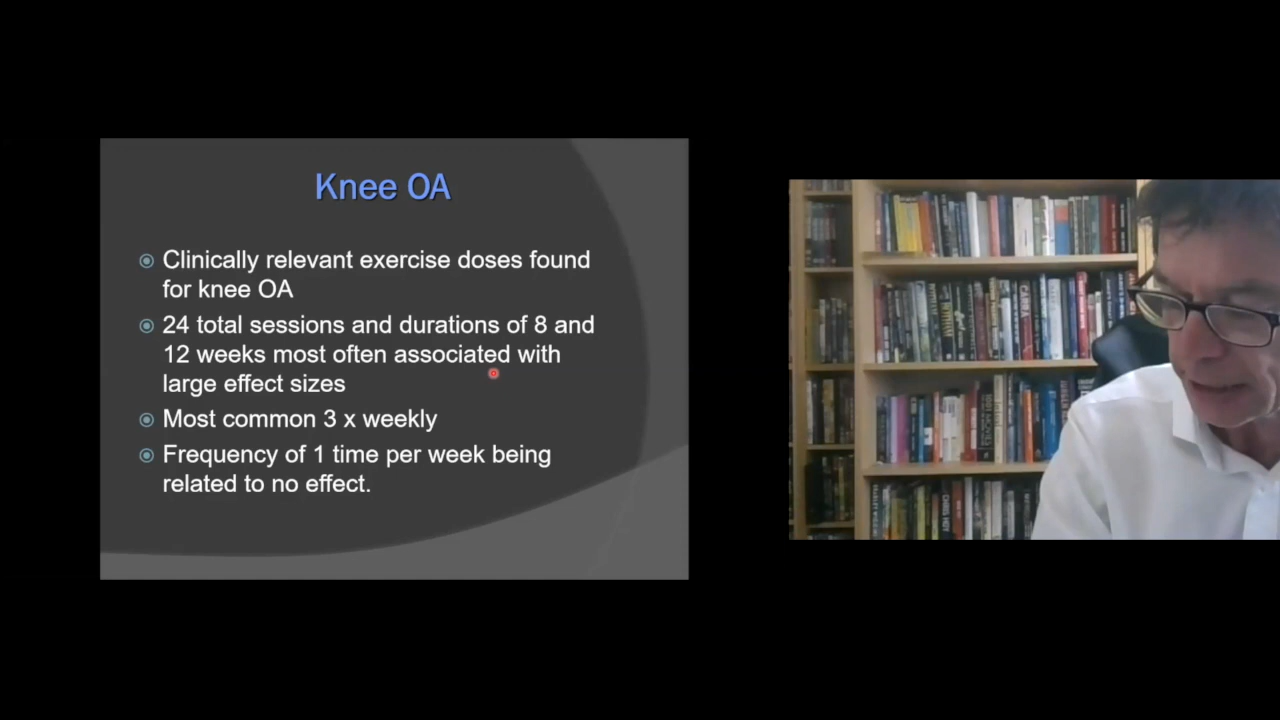 Knee OA
Clinically relevant exercise doses found
for knee OA
24 total sessions and durations of 8 and
12 weeks most often associated with
large effect sizes
Most common 3 x weekly
Frequency of 1 time per week being
related to no effect.
CHRIS HOY